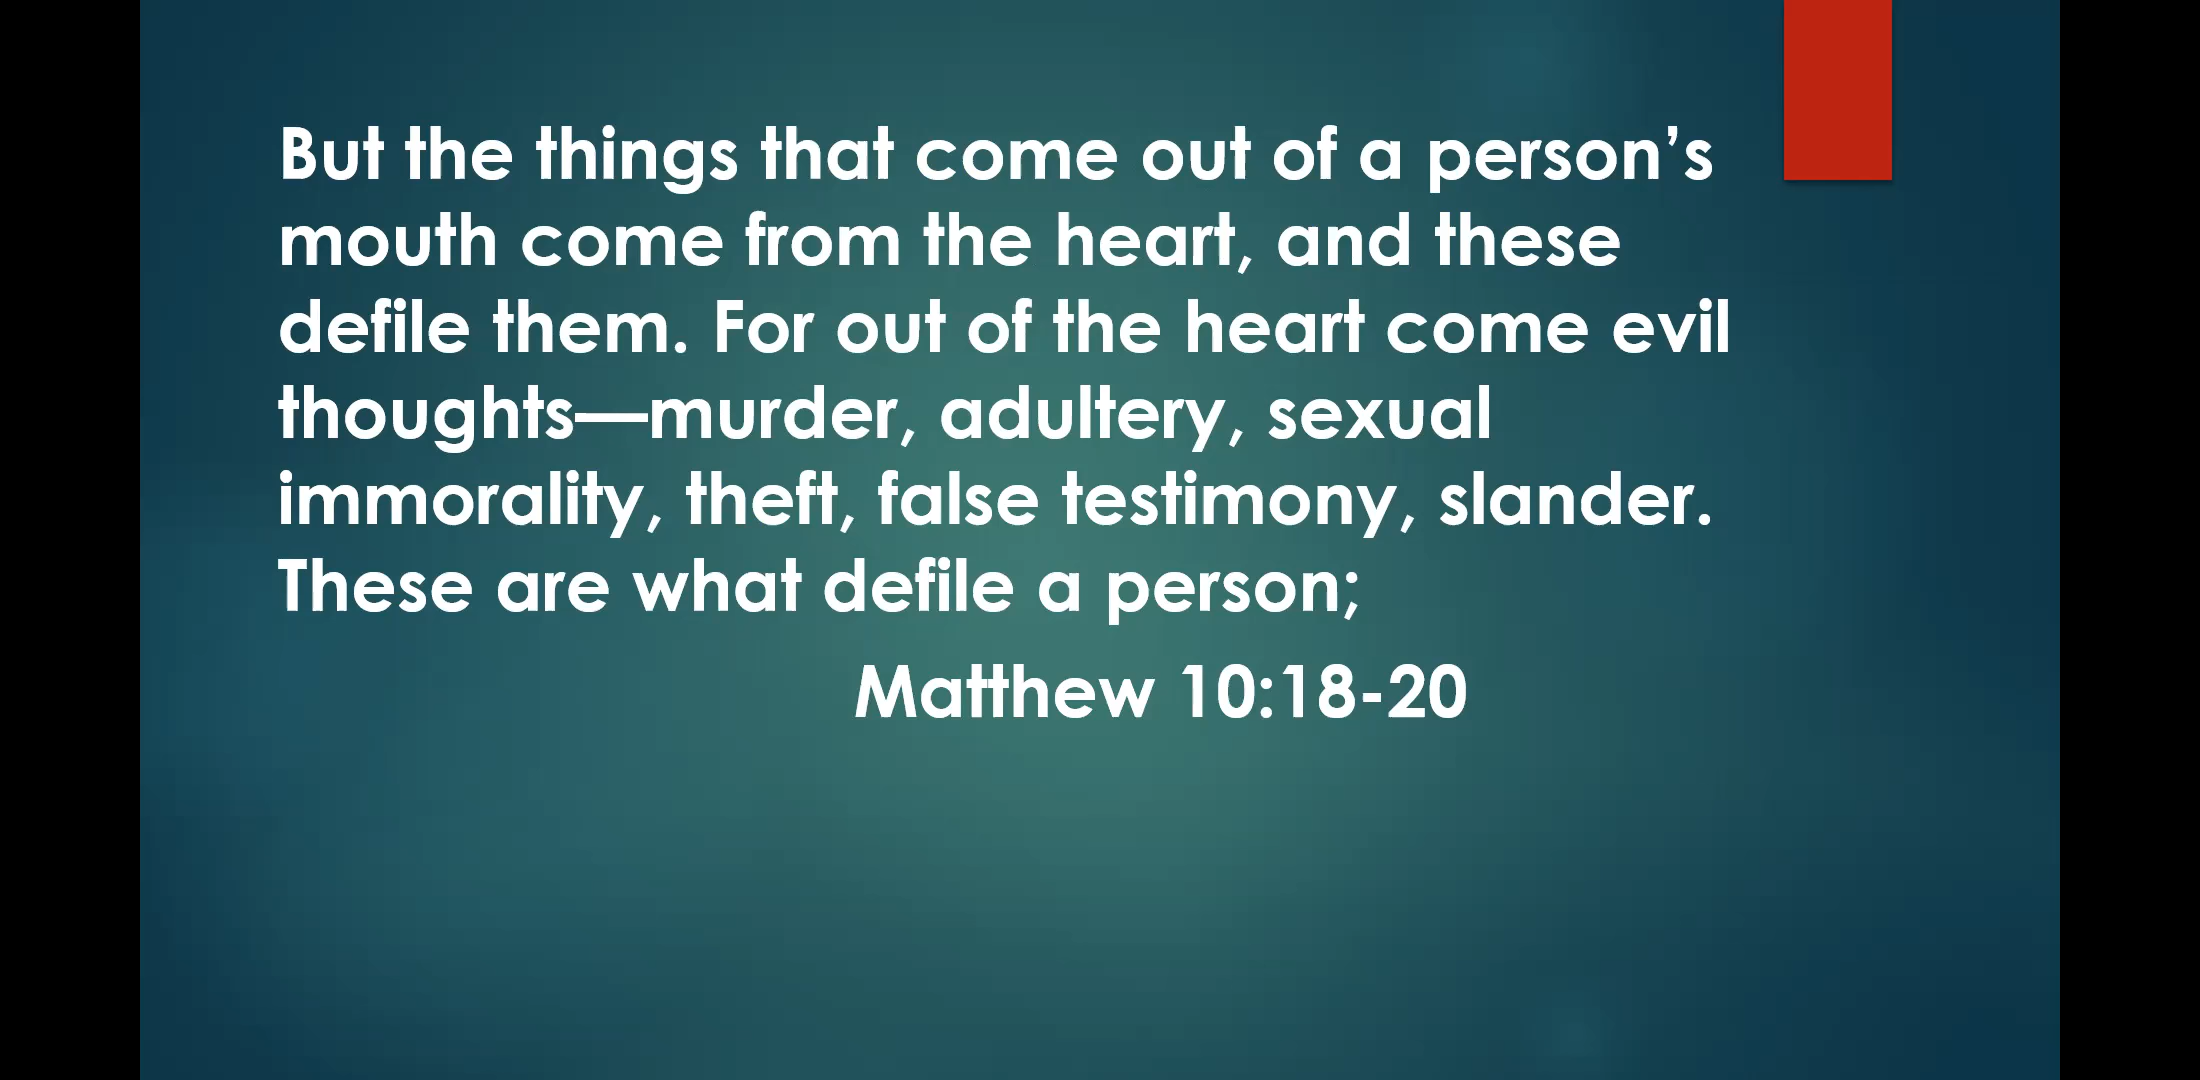 But the things that come out of a person’s
mouth come from the heart, and these
defile them. For out of the heart come evil
thoughts—murder, adultery, sexual
immorality, theft, false testimony, slander.
These are what defile a person;
Matthew 10:18-20